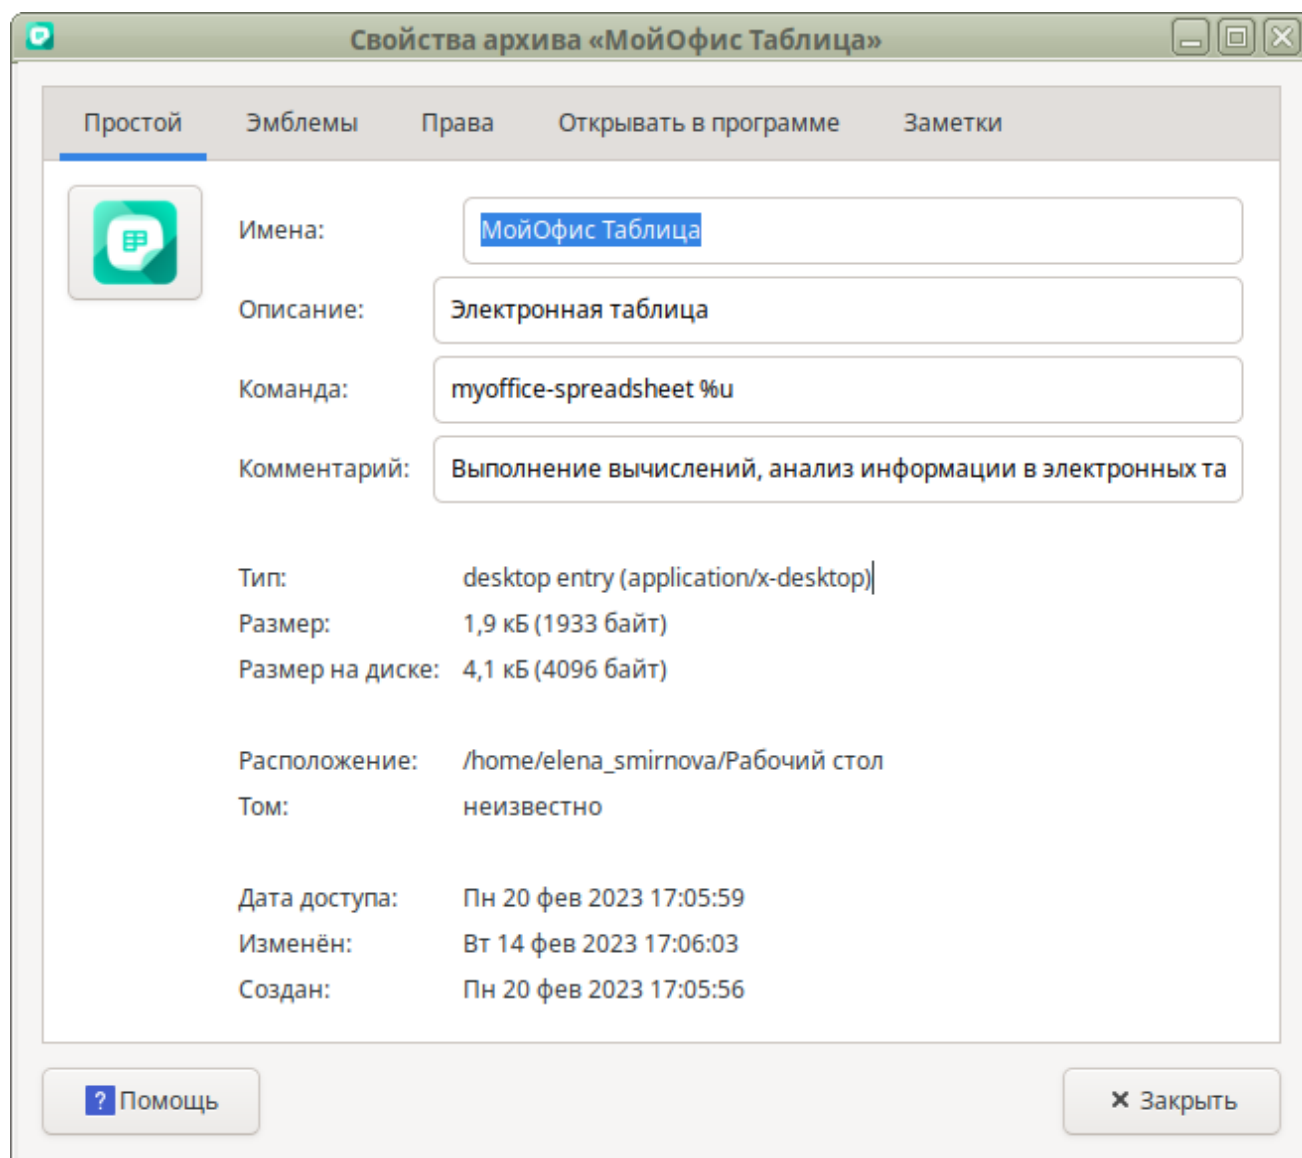 Свойства архива «МойОфис Таблица»
Простой Эмблемы Права Открывать в программе Заметки
Имена: МойОфис Таблица
Описание: Электронная таблица
Команда: myoffice-spreadsheet %u
Комментарий: Выполнение вычислений, анализ информации в электронных та
Тип: desktop entry (application/x-desktop)
Размер: 1,9 кБ (1933 байт)
Размер на диске: 4,1 кБ (4096 байт)
Расположение: /home/elena_smirnova/Рабочий стол
Том: неизвестно
Дата доступа: Пн 20 фев 2023 17:05:59
Изменён: Вт 14 фев 2023 17:06:03
Создан: Пн 20 фев 2023 17:05:56
? Помощь × Закрыть